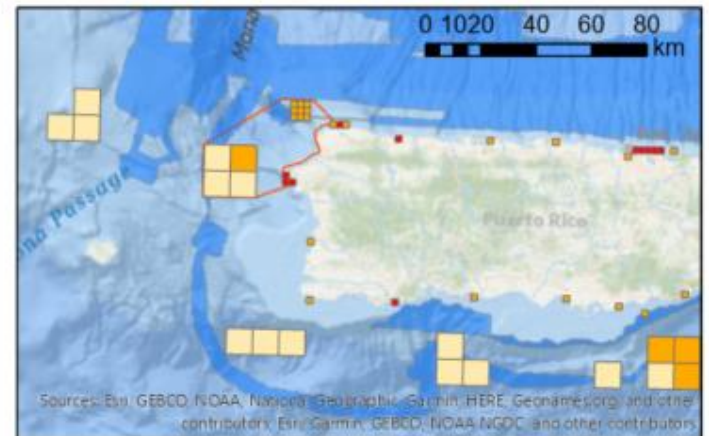 0 10 20 40 60 80
km
Mona
ona Passage
Puerto Rico
Sources: Esri, GEBCO, NOAA, National Geographic, Garmin, HERE, Geonames.org, and other
contributors, Esri, Garmin, GEBCO, NOAA NGDC, and other contributors